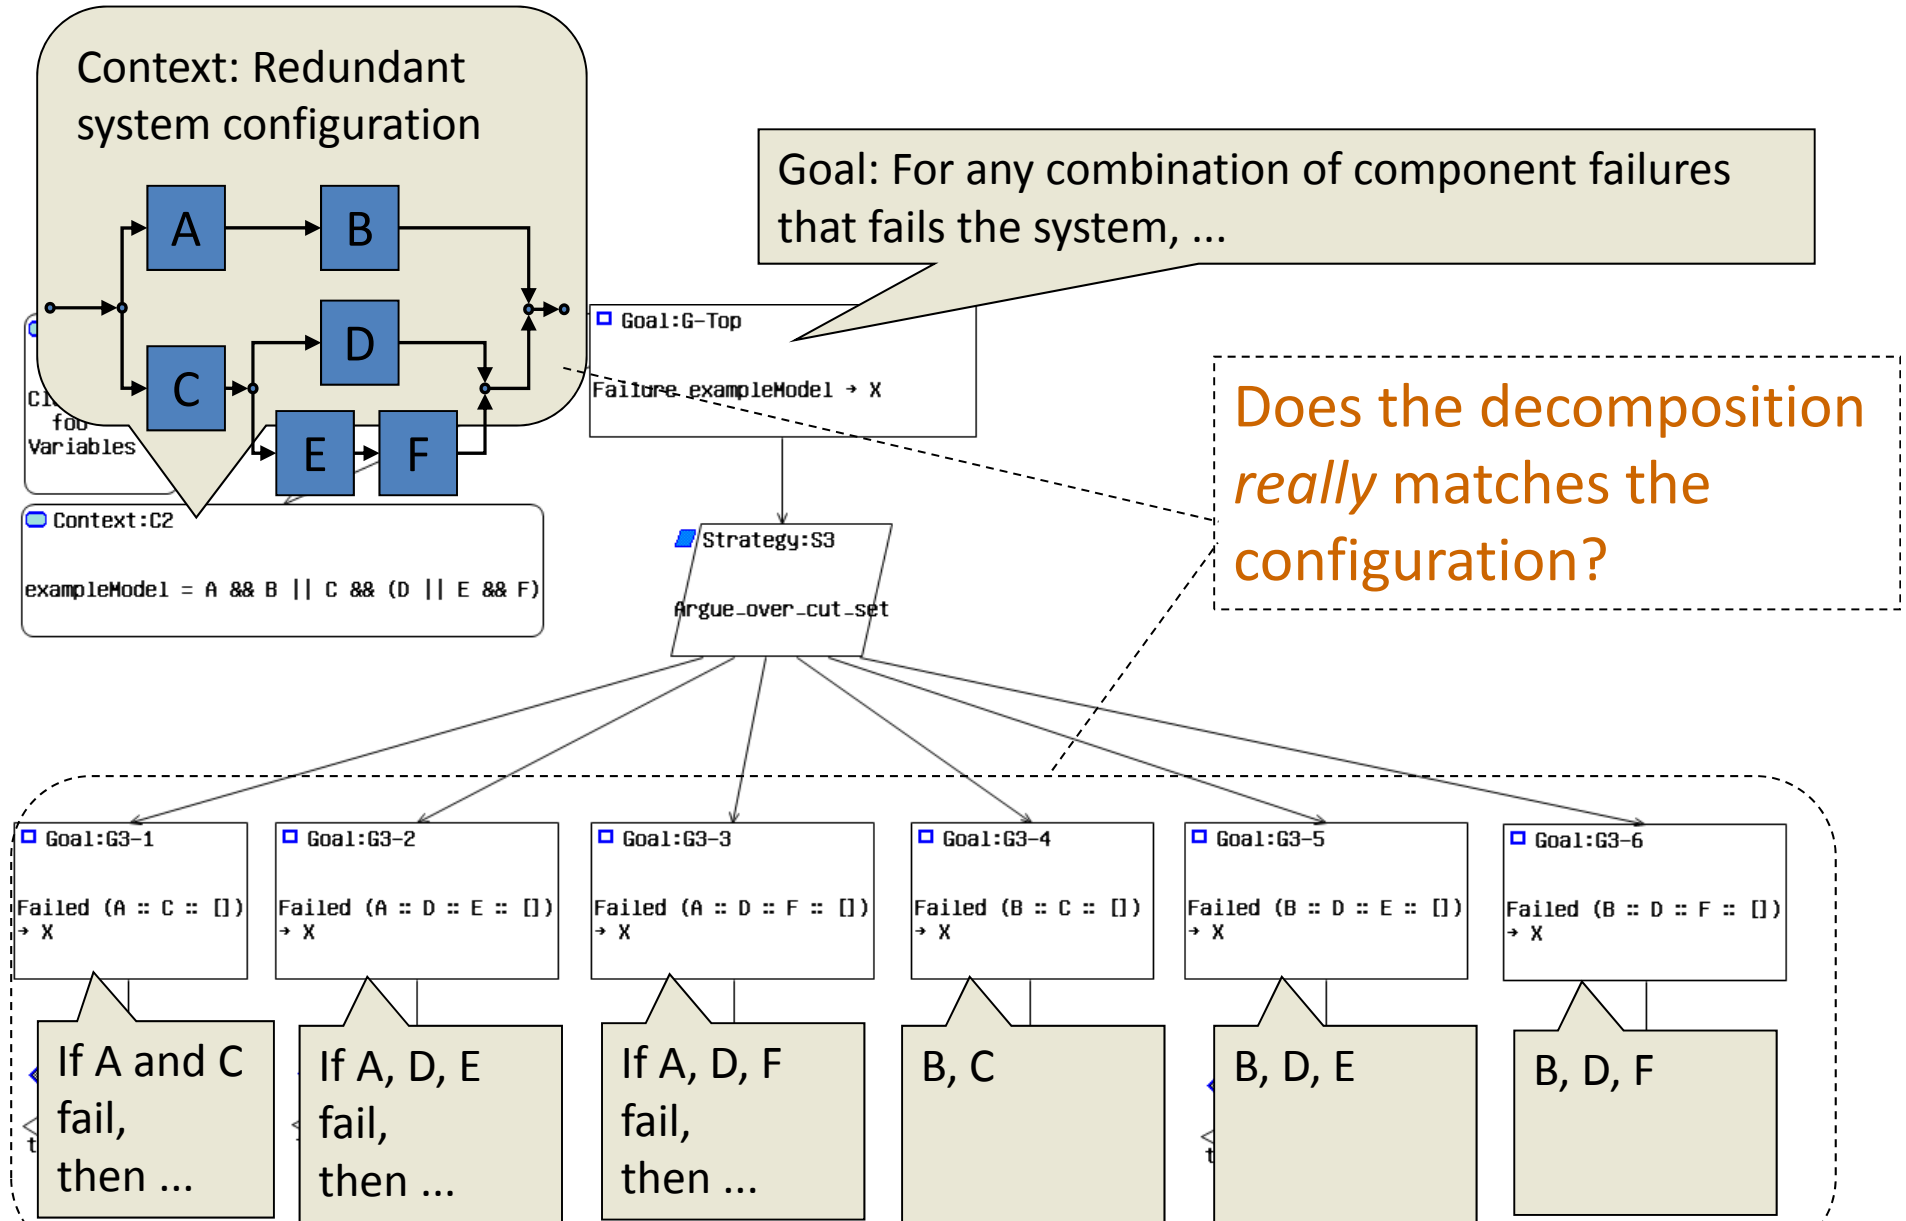 Context: Redundant
system configuration
A
B
D
C
E
F
Goal: For any combination of component failures
that fails the system, ...
Goal:G-Top
Failure exampleModel → X
foo
Variables
Context:C2
exampleModel = A && B || C && (D || E && F)
Strategy:S3
Argue_over_cut_set
Does the decomposition
really matches the
configuration?
Goal:G3-1
Failed (A :: C :: [])
→ X
Goal:G3-2
Failed (A :: D :: E :: [])
→ X
Goal:G3-3
Failed (A :: D :: F :: [])
→ X
Goal:G3-4
Failed (B :: C :: [])
→ X
Goal:G3-5
Failed (B :: D :: E :: [])
→ X
Goal:G3-6
Failed (B :: D :: F :: [])
→ X
If A and C
fail,
then ...
If A, D, E
fail,
then ...
If A, D, F
fail,
then ...
B, C
B, D, E
B, D, F